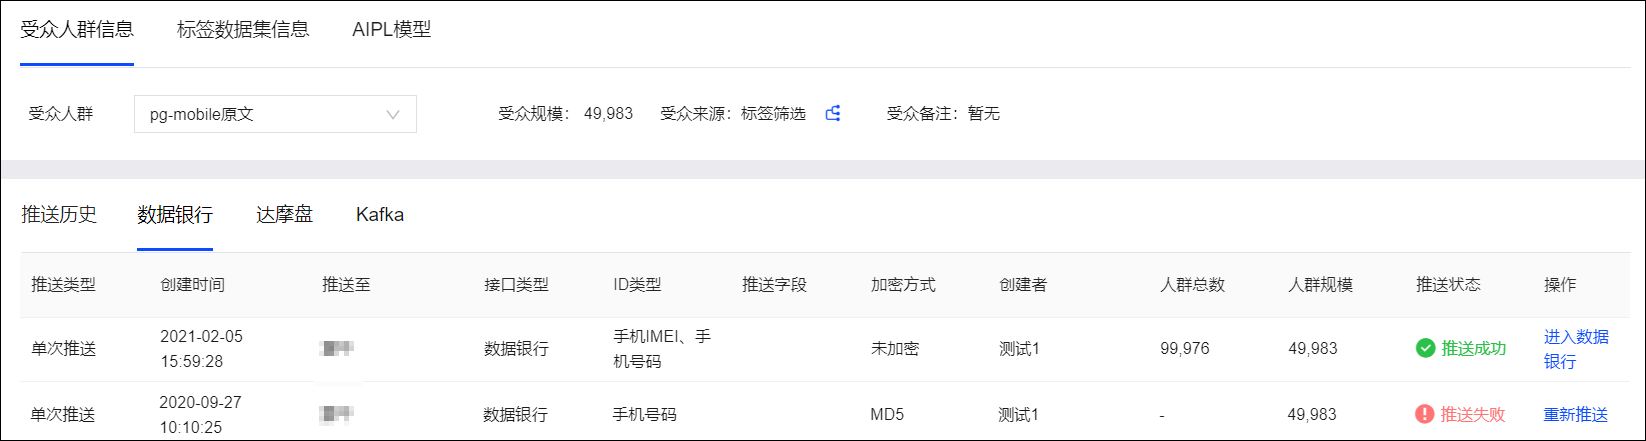 受众人群信息 标签数据集信息 AIPL模型
受众人群 pg-mobile原文 受众规模： 49,983 受众来源：标签筛选 受众备注：暂无
推送历史 数据银行 达摩盘 Kafka
推送类型 创建时间 推送至 接口类型 ID类型 推送字段 加密方式 创建者 人群总数 人群规模 推送状态 操作
单次推送 2021-02-05 数据银行 手机IMEI、手 未加密 测试1 99,976 49,983 推送成功 进入数据
15:59:28 机号码 银行
单次推送 2020-09-27 数据银行 手机号码 MD5 测试1 - 49,983 推送失败 重新推送
10:10:25